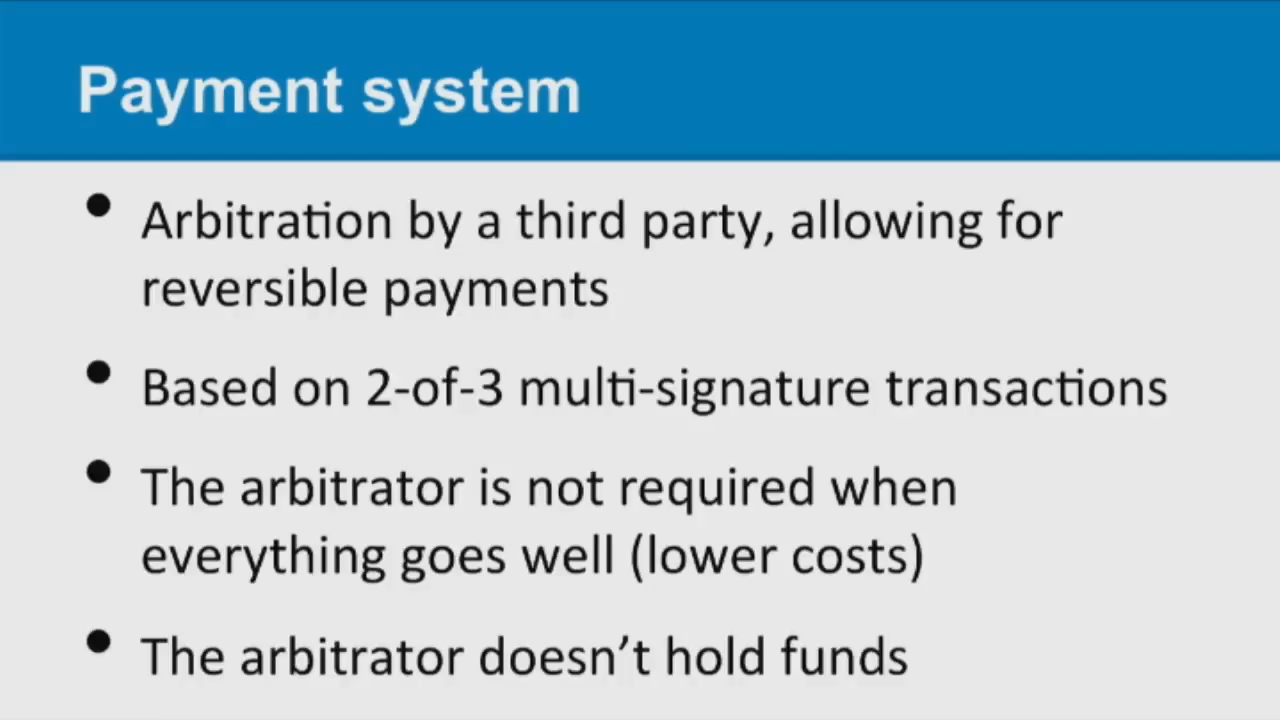 Payment system
• Arbitration by a third party, allowing for
reversible payments
• Based on 2-of-3 multi-signature transactions
• The arbitrator is not required when
everything goes well (lower costs)
• The arbitrator doesn’t hold funds